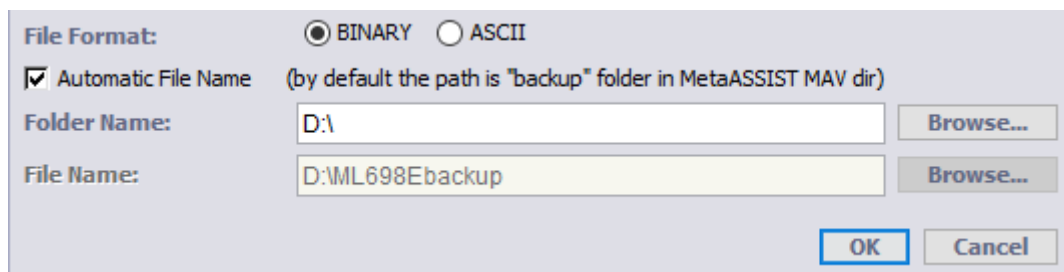 File Format: BINARY ASCII
Automatic File Name (by default the path is "backup" folder in MetaASSIST MAV dir)
Folder Name: D:\ Browse...
File Name: D:\ML698Ebackup Browse...
OK Cancel